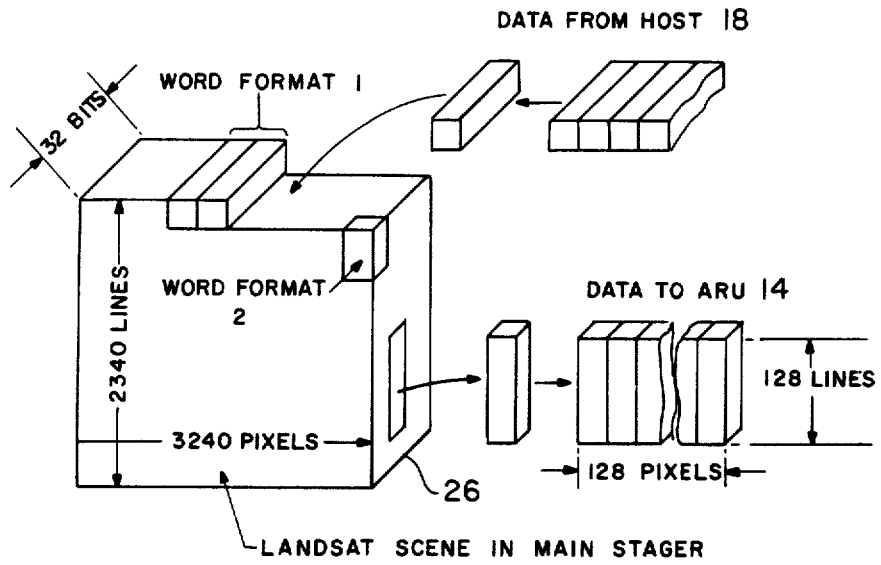 DATA FROM HOST 18
WORD FORMAT 1
32 BITS
WORD FORMAT
2
2340 LINES
3240 PIXELS
26
LANDSAT SCENE IN MAIN STAGER
DATA TO ARU 14
128 LINES
128 PIXELS